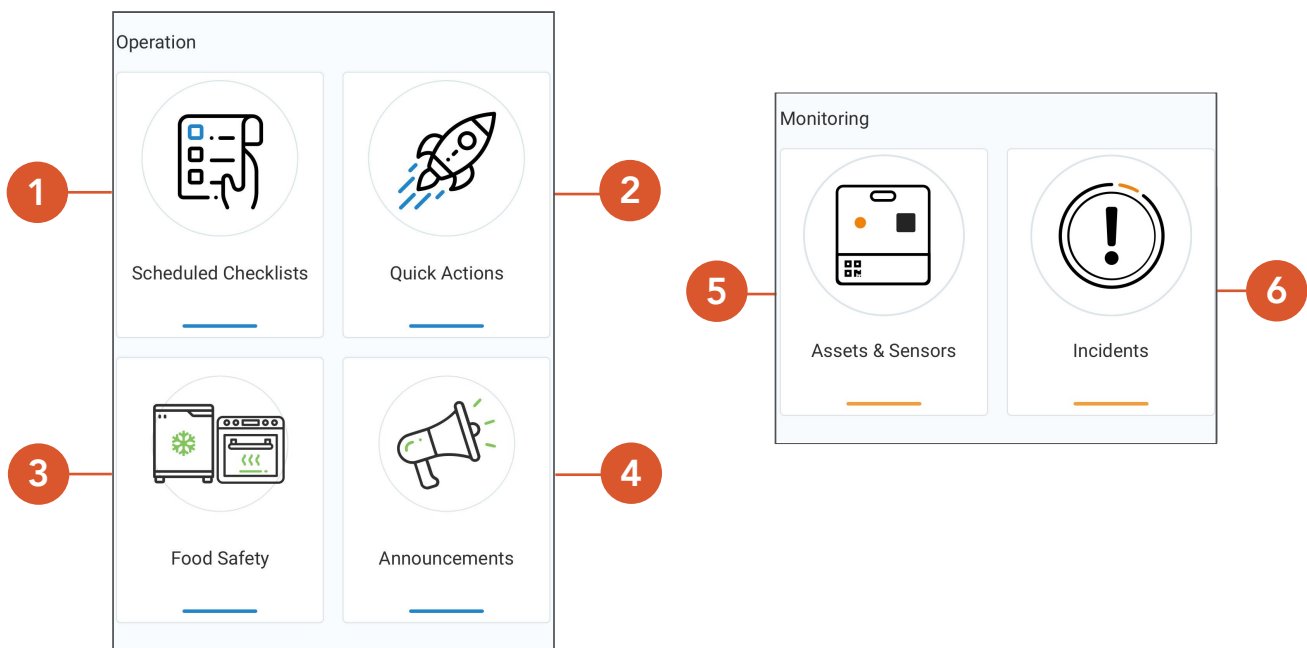 Operation
1
Scheduled Checklists
Quick Actions
2
3
Food Safety
Announcements
4
Monitoring
5
Assets & Sensors
Incidents
6